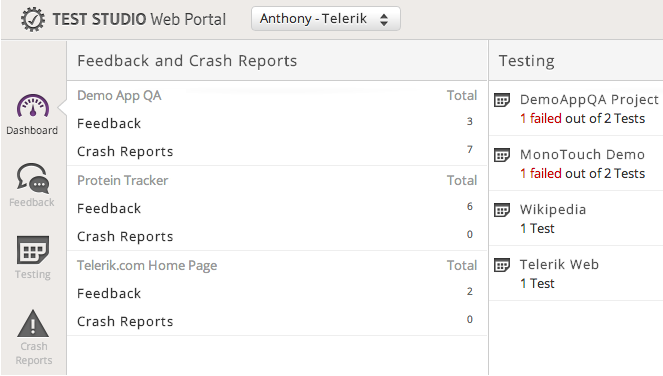 TEST STUDIO Web Portal
Anthony - Telerik
Dashboard
Feedback
Testing
Crash
Reports
Feedback and Crash Reports
Demo App QA Total
Feedback 3
Crash Reports 7
Protein Tracker Total
Feedback 6
Crash Reports 0
Telerik.com Home Page Total
Feedback 2
Crash Reports 0
Testing
DemoAppQA Project
1 failed out of 2 Tests
MonoTouch Demo
1 failed out of 2 Tests
Wikipedia
1 Test
Telerik Web
1 Test